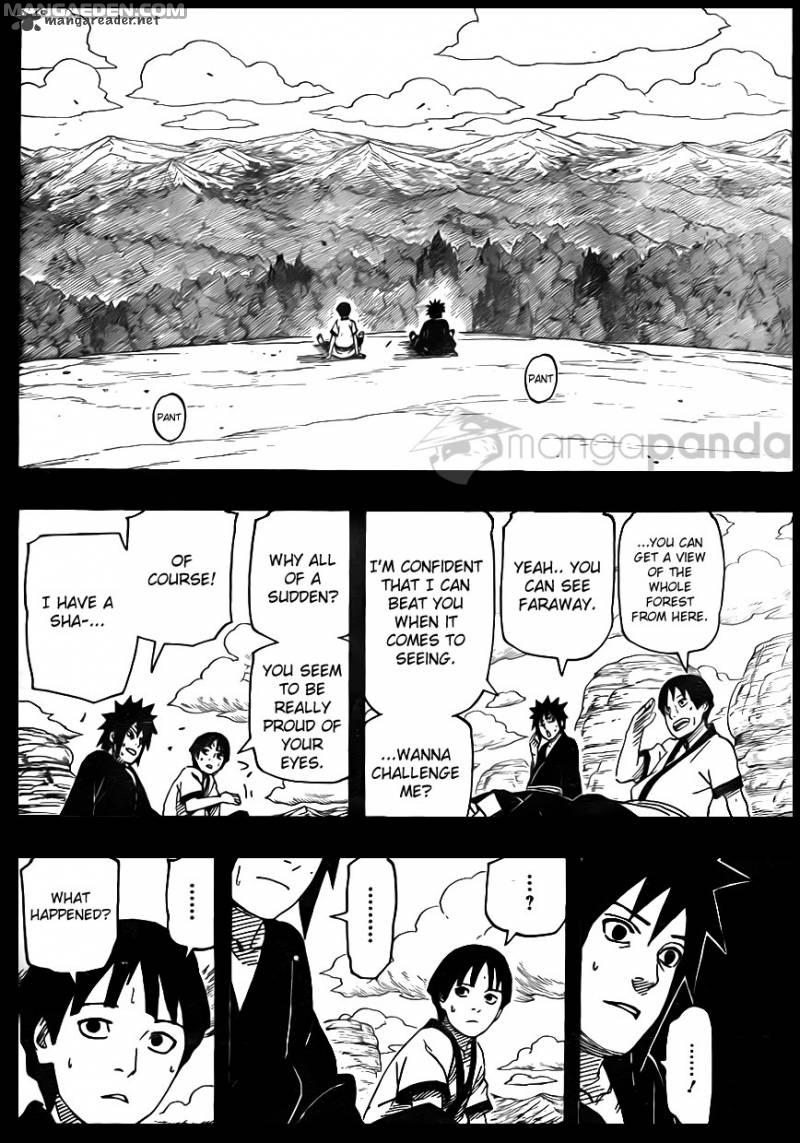 MANGAEDEN.COM
mangareader.net
PANT
PANT
mangapanda
...YOU CAN
GET A VIEW
OF THE
WHOLE
FOREST
FROM HERE.
YEAH.. YOU
CAN SEE
FARAWAY.
I'M CONFIDENT
THAT I CAN
BEAT YOU
WHEN IT
COMES TO
SEEING.
...WANNA
CHALLENGE
ME?
WHY ALL
OF A
SUDDEN?
YOU SEEM
TO BE
REALLY
PROUD OF
YOUR
EYES.
OF
COURSE!
I HAVE A
SHA-...
......!
...?
........
......
WHAT
HAPPENED?